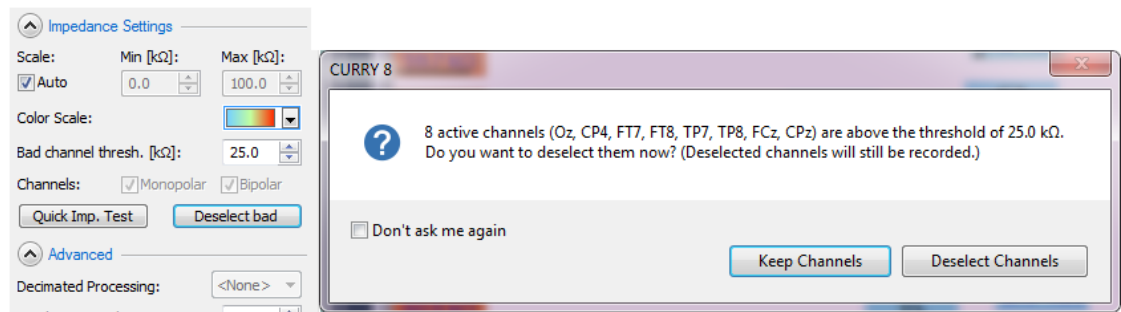 Impedance Settings
Scale: Min [kΩ]: Max [kΩ]:
Auto 0.0 100.0
Color Scale:
Bad channel thresh. [kΩ]: 25.0
Channels: Monopolar Bipolar
Quick Imp. Test Deselect bad
Advanced
Decimated Processing: <None>
CURRY 8
8 active channels (Oz, CP4, FT7, FT8, TP7, TP8, FCz, CPz) are above the threshold of 25.0 kΩ.
Do you want to deselect them now? (Deselected channels will still be recorded.)
Don't ask me again
Keep Channels Deselect Channels